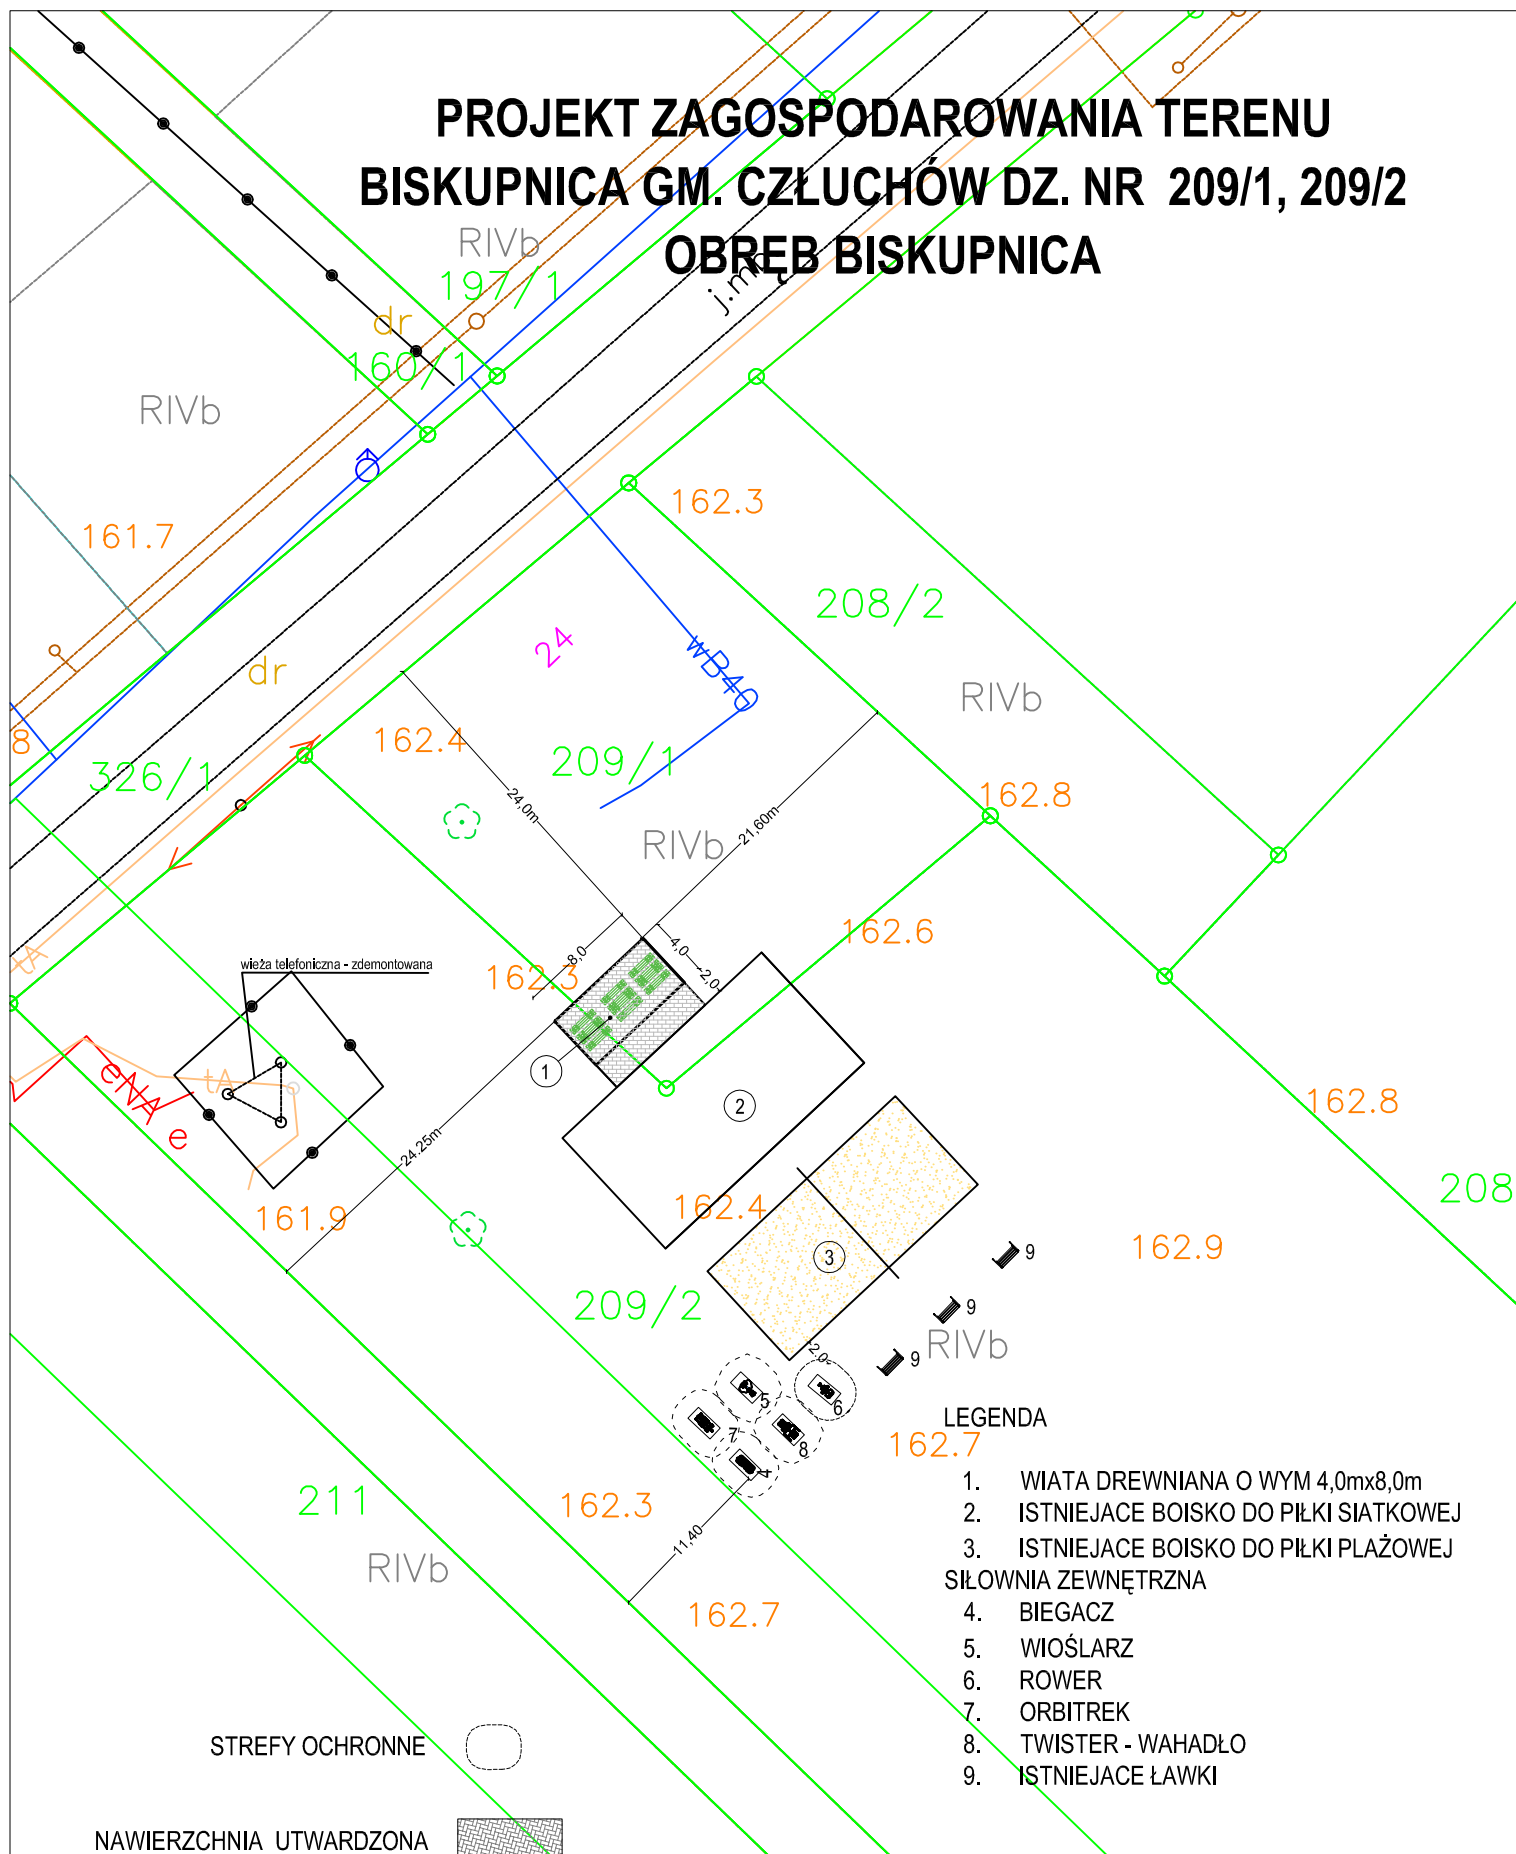 PROJEKT ZAGOSPODAROWANIA TERENU
BISKUPNICA GM. CZŁUCHÓW DZ. NR 209/1, 209/2
OBRĘB BISKUPNICA
RIVb
197/1
j.mb
dr
160/1
RIVb
162.3
161.7
208/2
24
wB40
dr
RIVb
8
162.4
209/1
326/1
162.8
24,0m
21,60m
RIVb
162.6
tA
wieża telefoniczna - zdemontowana
162.3
8,0
4,0
2,0
eNA e
tA
1
2
162.8
24,25m
161.9
162.4
208
162.9
3
9
209/2
9
RIVb
2,0
9
5
6
7
8
4
162.7
LEGENDA
1. WIATA DREWNIANA O WYM 4,0mx8,0m
2. ISTNIEJACE BOISKO DO PIŁKI SIATKOWEJ
3. ISTNIEJACE BOISKO DO PIŁKI PLAŻOWEJ
SIŁOWNIA ZEWNĘTRZNA
4. BIEGACZ
5. WIOŚLARZ
6. ROWER
7. ORBITREK
8. TWISTER - WAHADŁO
9. ISTNIEJACE ŁAWKI
211
162.3
11,40
RIVb
162.7
STREFY OCHRONNE
NAWIERZCHNIA UTWARDZONA